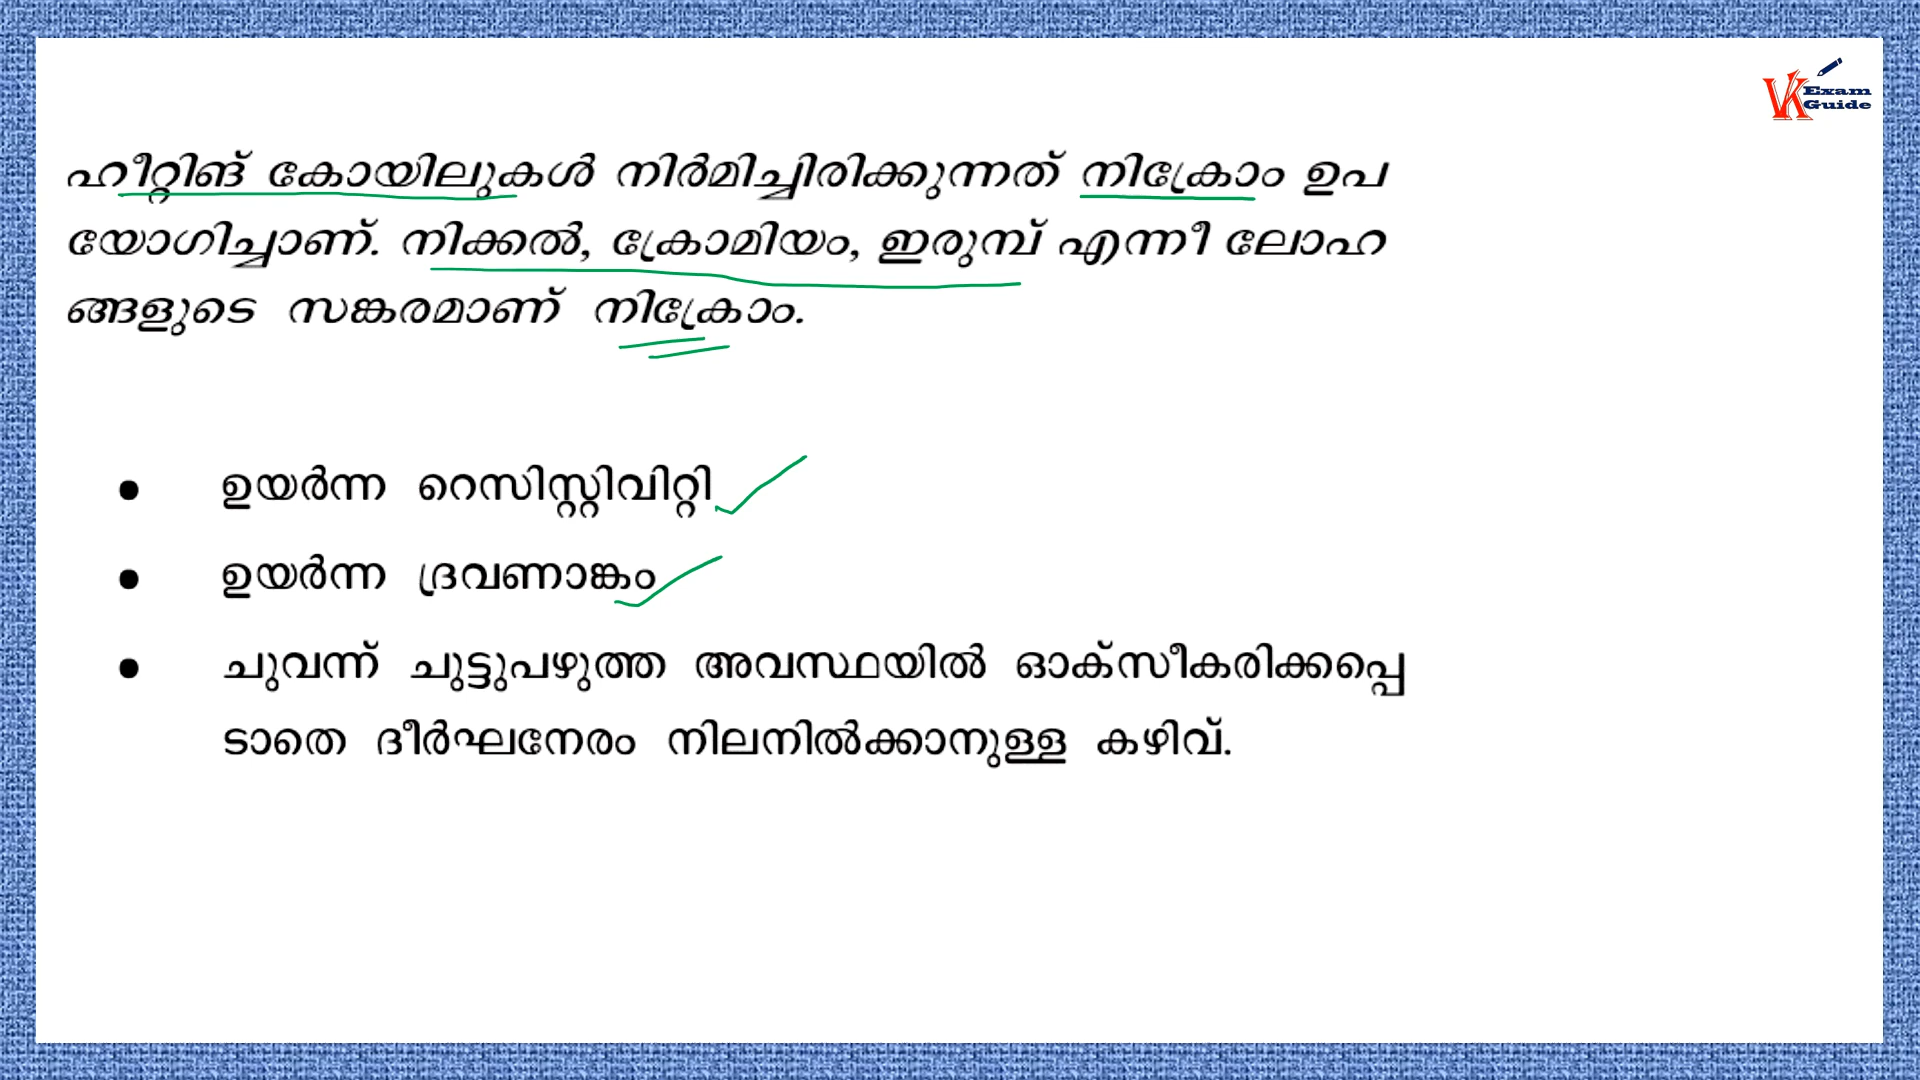 VK Exam Guide
ഹീറ്റിങ് കോയിലുകൾ നിർമിച്ചിരിക്കുന്നത് നിക്രോം ഉപ
യോഗിച്ചാണ്. നിക്കൽ, ക്രോമിയം, ഇരുമ്പ് എന്നീ ലോഹ
ങ്ങളുടെ സങ്കരമാണ് നിക്രോം.
• ഉയർന്ന റെസിസ്റ്റിവിറ്റി
• ഉയർന്ന ദ്രവണാങ്കം
• ചുവന്ന് ചുട്ടുപഴുത്ത അവസ്ഥയിൽ ഓക്സീകരിക്കപ്പെ
ടാതെ ദീർഘനേരം നിലനിൽക്കാനുള്ള കഴിവ്.